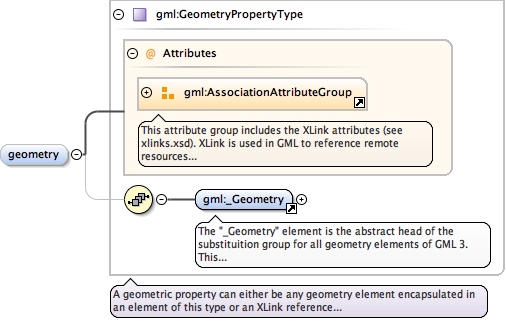 gml:GeometryPropertyType
@ Attributes
gml:AssociationAttributeGroup
This attribute group includes the XLink attributes (see
xlinks.xsd). XLink is used in GML to reference remote
resources...
geometry
gml:_Geometry
The "_Geometry" element is the abstract head of the
substituition group for all geometry elements of GML 3.
This...
A geometric property can either be any geometry element encapsulated in
an element of this type or an XLink reference...